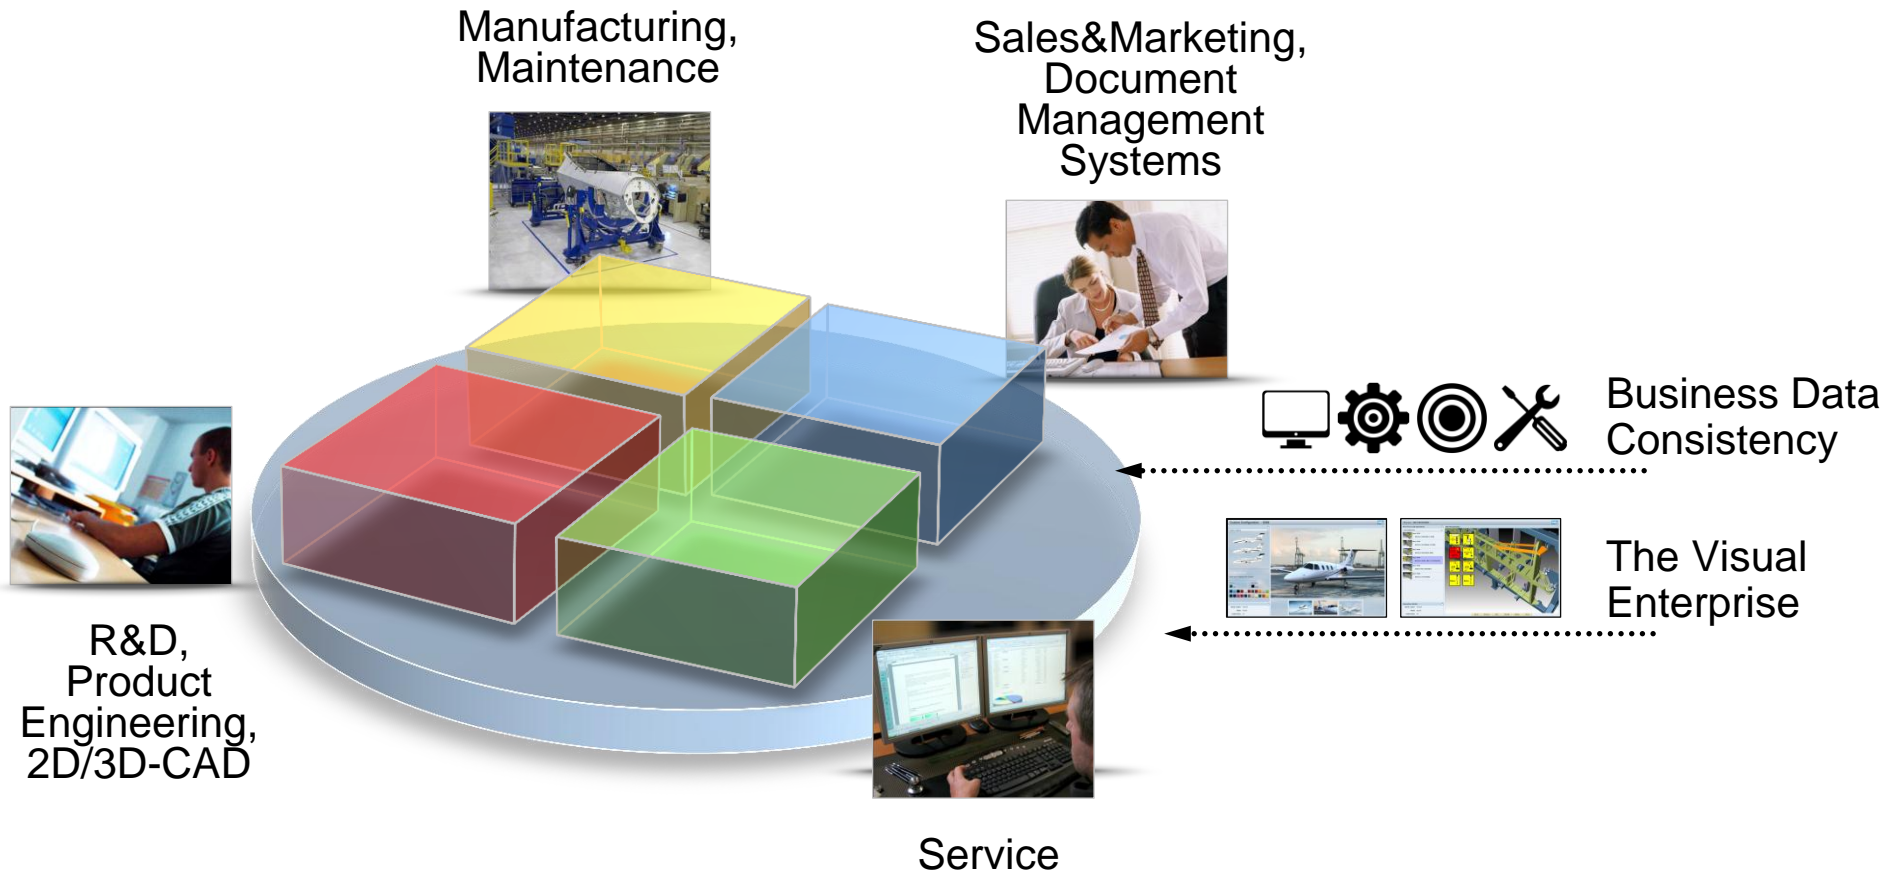 Manufacturing,
Maintenance
Sales&Marketing,
Document
Management
Systems
Business Data
Consistency
The Visual
Enterprise
R&D,
Product
Engineering,
2D/3D-CAD
Service